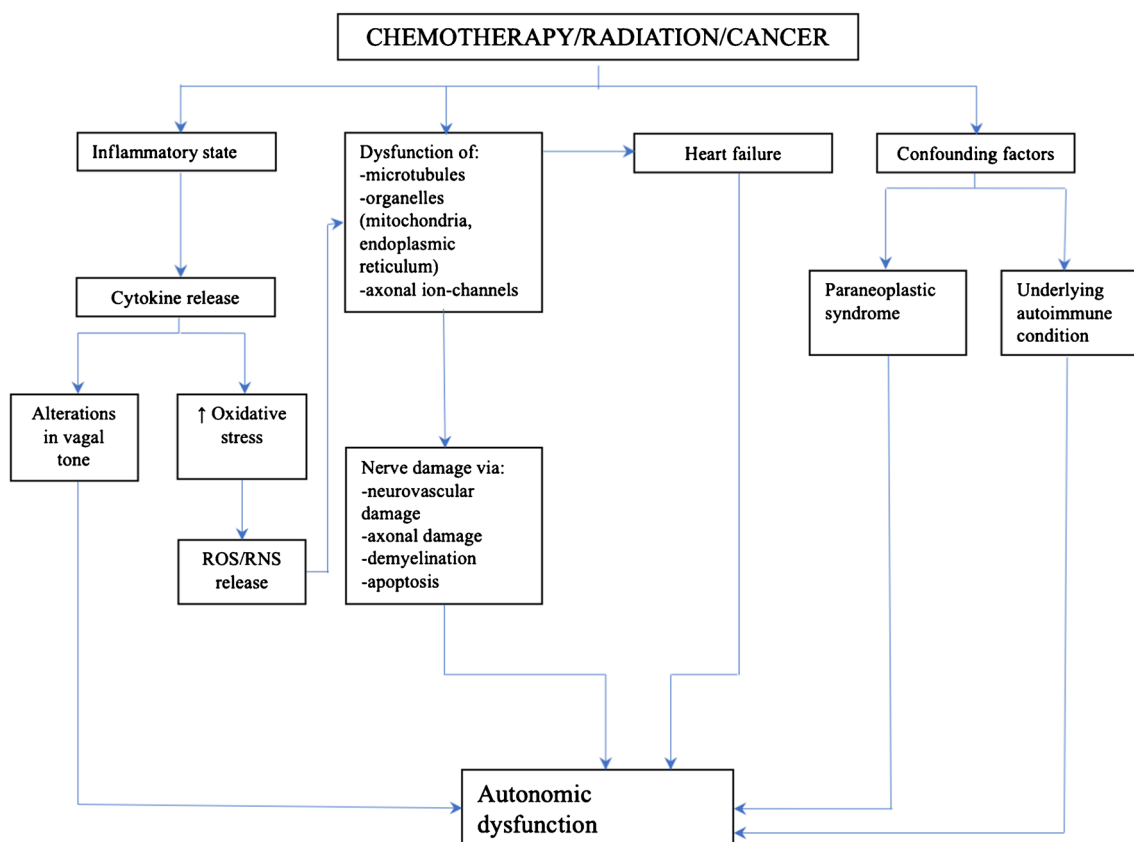 CHEMOTHERAPY/RADIATION/CANCER
Inflammatory state
Dysfunction of:
-microtubules
-organelles
(mitochondria,
endoplasmic
reticulum)
-axonal ion-channels
Heart failure
Confounding factors
Cytokine release
Paraneoplastic
syndrome
Underlying
autoimmune
condition
Alterations
in vagal
tone
↑ Oxidative
stress
Nerve damage via:
-neurovascular
damage
-axonal damage
-demyelination
-apoptosis
ROS/RNS
release
Autonomic
dysfunction